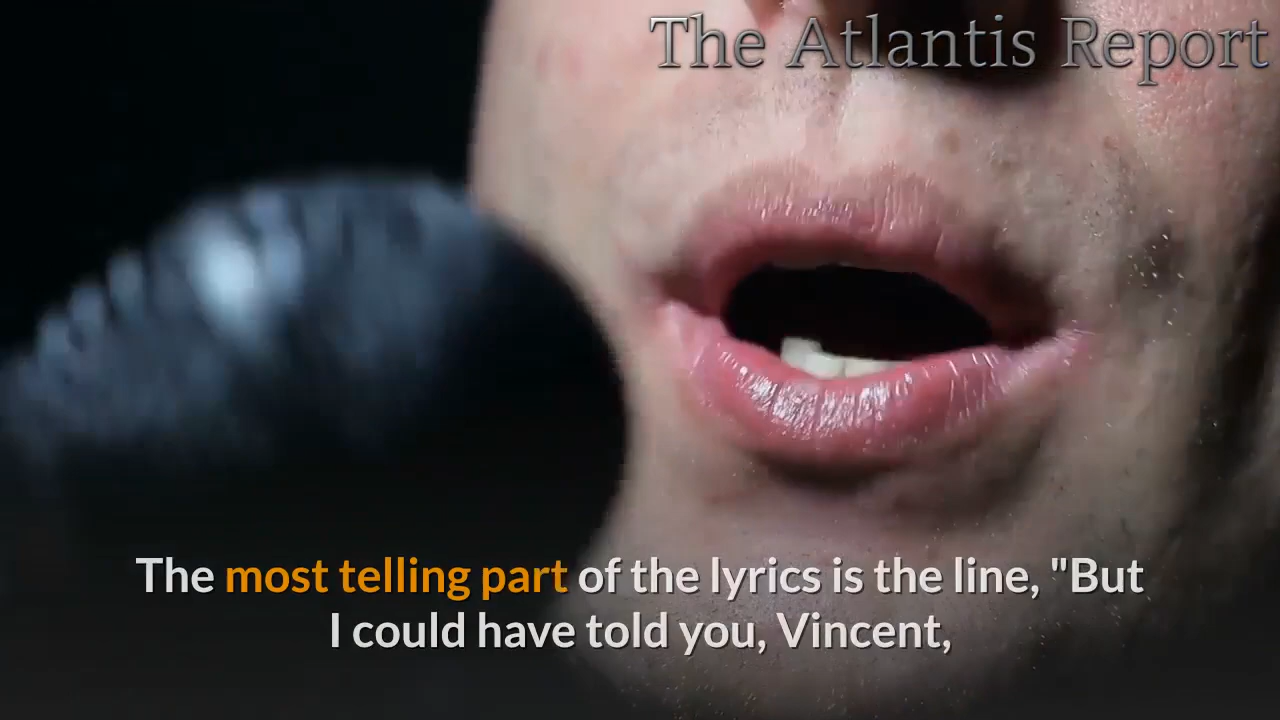 The Atlantis Report
The most telling part of the lyrics is the line, "But
I could have told you, Vincent,